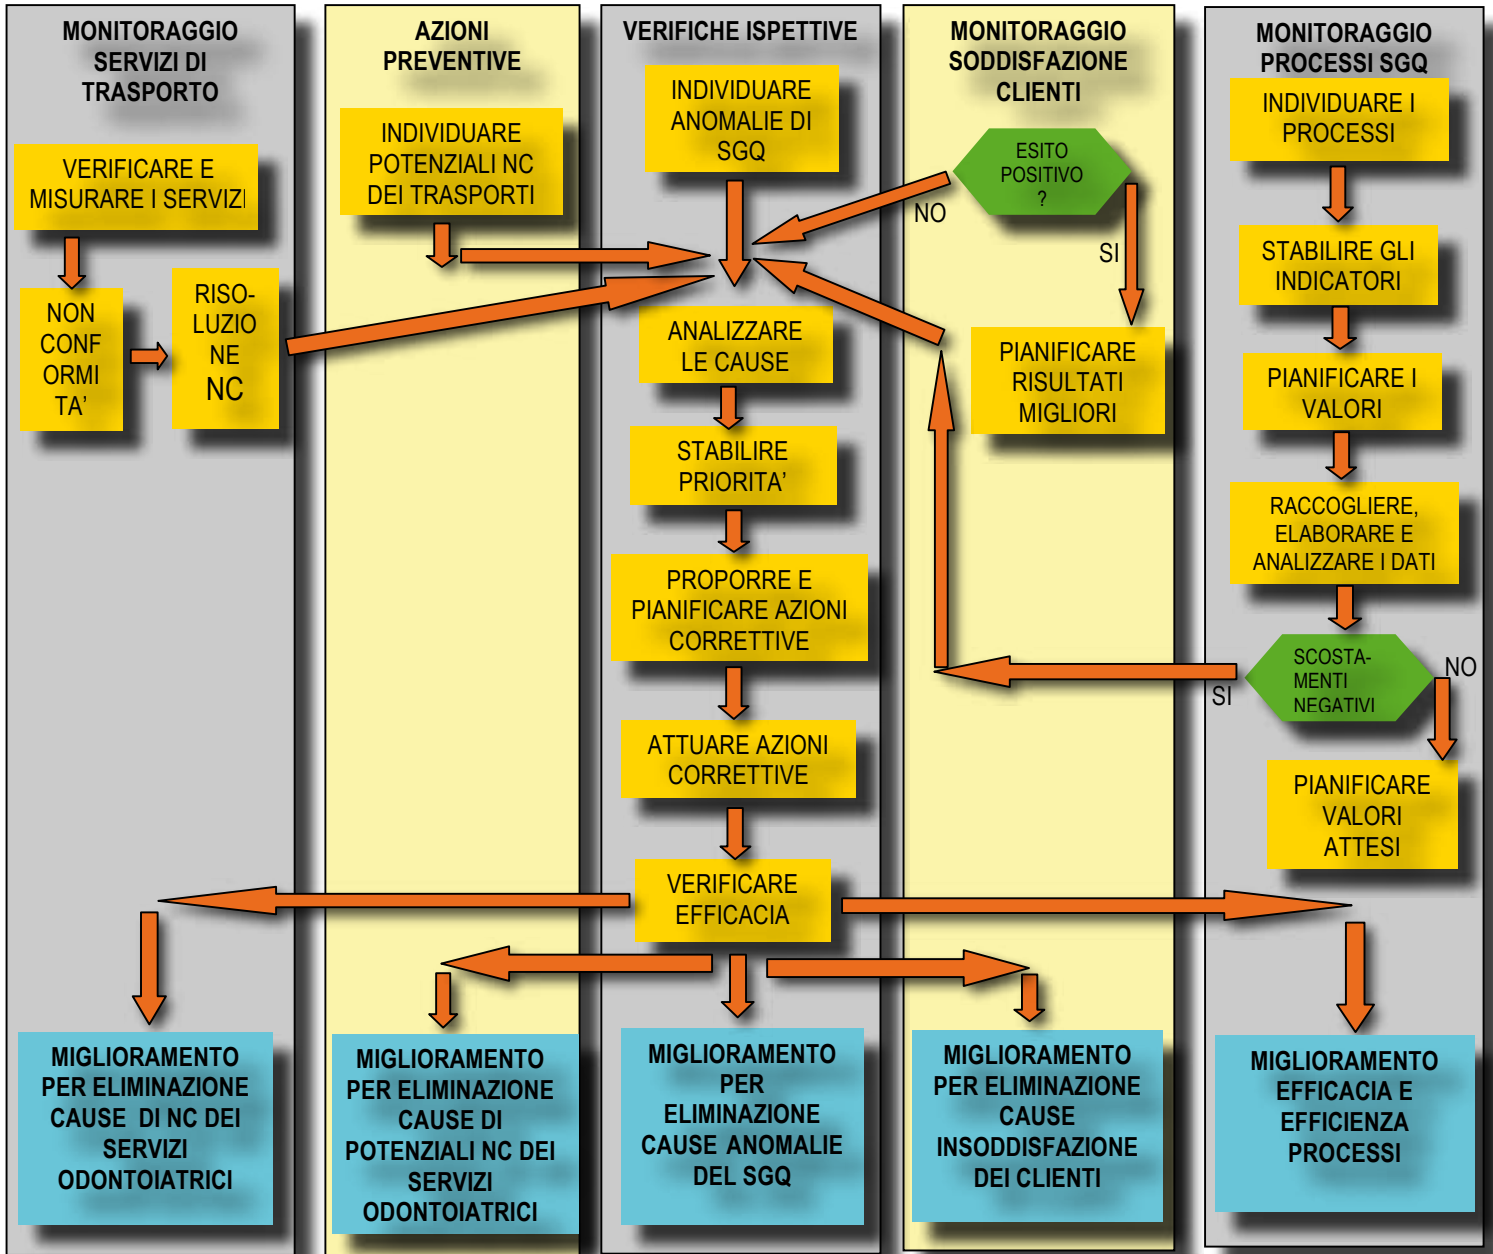 MONITORAGGIO
SERVIZI DI
TRASPORTO
VERIFICARE E
MISURARE I SERVIZI
NON
CONF
ORMI
TA’
RISO-
LUZIO
NE
NC
MIGLIORAMENTO
PER ELIMINAZIONE
CAUSE DI NC DEI
SERVIZI
ODONTOIATRICI
AZIONI
PREVENTIVE
INDIVIDUARE
POTENZIALI NC
DEI TRASPORTI
MIGLIORAMENTO
PER ELIMINAZIONE
CAUSE DI
POTENZIALI NC DEI
SERVIZI
ODONTOIATRICI
VERIFICHE ISPETTIVE
INDIVIDUARE
ANOMALIE DI
SGQ
ANALIZZARE
LE CAUSE
STABILIRE
PRIORITA’
PROPORRE E
PIANIFICARE AZIONI
CORRETTIVE
ATTUARE AZIONI
CORRETTIVE
VERIFICARE
EFFICACIA
MIGLIORAMENTO
PER
ELIMINAZIONE
CAUSE ANOMALIE
DEL SGQ
MONITORAGGIO
SODDISFAZIONE
CLIENTI
ESITO
POSITIVO
?
NO
SI
PIANIFICARE
RISULTATI
MIGLIORI
MIGLIORAMENTO
PER ELIMINAZIONE
CAUSE
INSODDISFAZIONE
DEI CLIENTI
MONITORAGGIO
PROCESSI SGQ
INDIVIDUARE I
PROCESSI
STABILIRE GLI
INDICATORI
PIANIFICARE I
VALORI
RACCOGLIERE,
ELABORARE E
ANALIZZARE I DATI
SCOSTA-
MENTI
NEGATIVI
NO
SI
PIANIFICARE
VALORI
ATTESI
MIGLIORAMENTO
EFFICACIA E
EFFICIENZA
PROCESSI